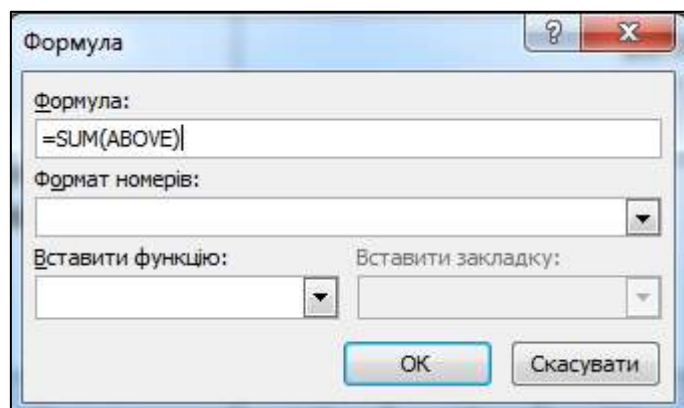 Формула
?
Формула:
=SUM(ABOVE)
Формат номерів:
Вставити функцію: Вставити закладку:
OK Скасувати